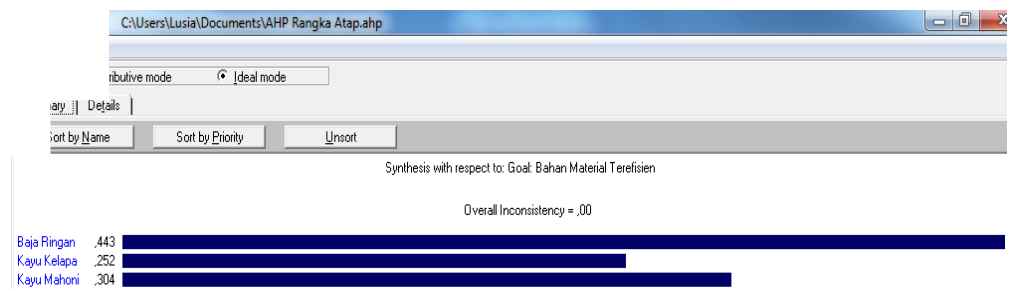 C:\Users\Lusia\Documents\AHP Rangka Atap.ahp
ributive mode Ideal mode
ary Details
Sort by Name Sort by Priority Unsort
Synthesis with respect to: Goal: Bahan Material Terefisien
Overall Inconsistency = ,00
Baja Ringan ,443
Kayu Kelapa ,252
Kayu Mahoni ,304